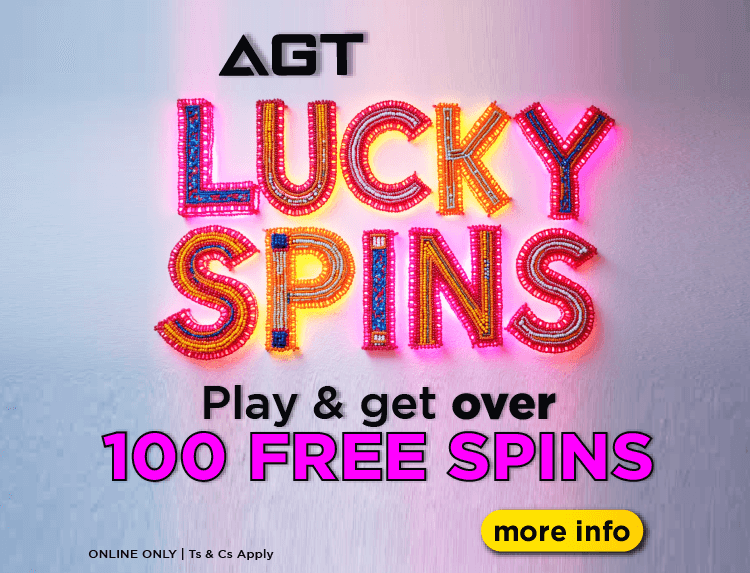 AGT
LUCKY
SPINS
Play & get over
100 FREE SPINS
more info
ONLINE ONLY | Ts & Cs Apply